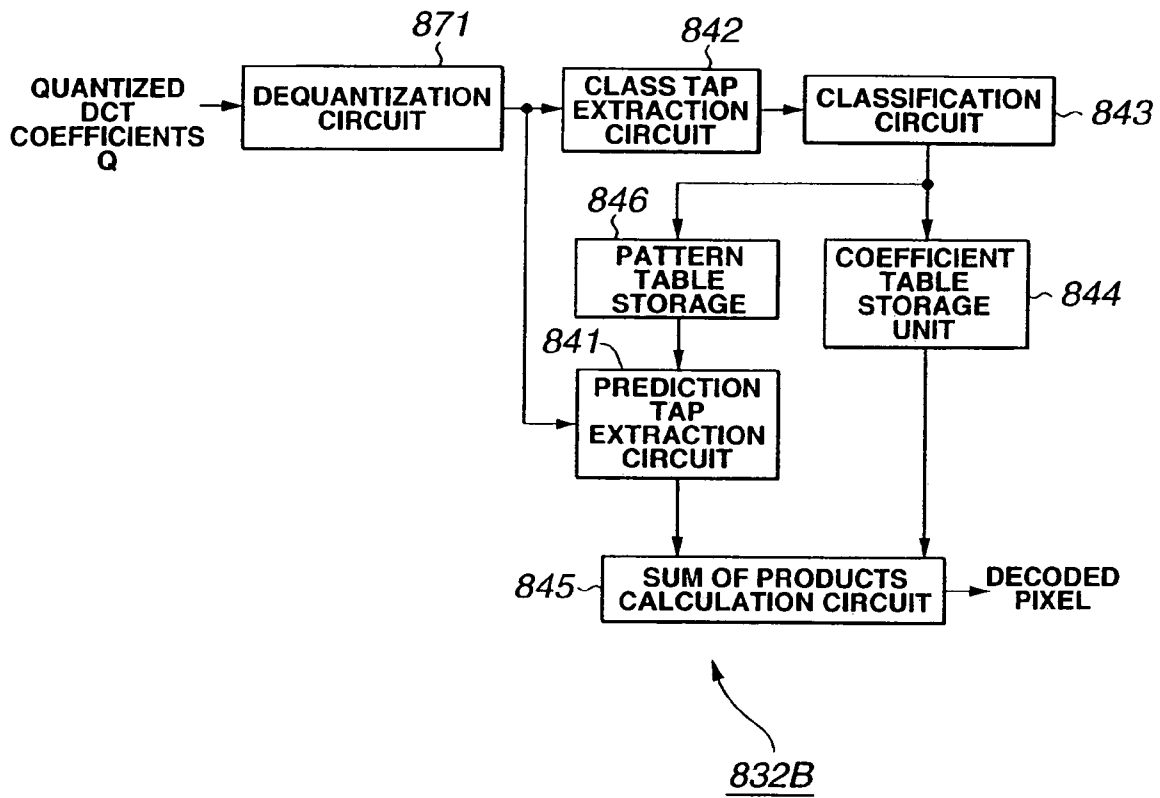 871
842
QUANTIZED
DCT
COEFFICIENTS
Q
DEQUANTIZATION
CIRCUIT
CLASS TAP
EXTRACTION
CIRCUIT
CLASSIFICATION
CIRCUIT
843
846
PATTERN
TABLE
STORAGE
COEFFICIENT
TABLE
STORAGE
UNIT
844
841
PREDICTION
TAP
EXTRACTION
CIRCUIT
845
SUM OF PRODUCTS
CALCULATION CIRCUIT
DECODED
PIXEL
832B